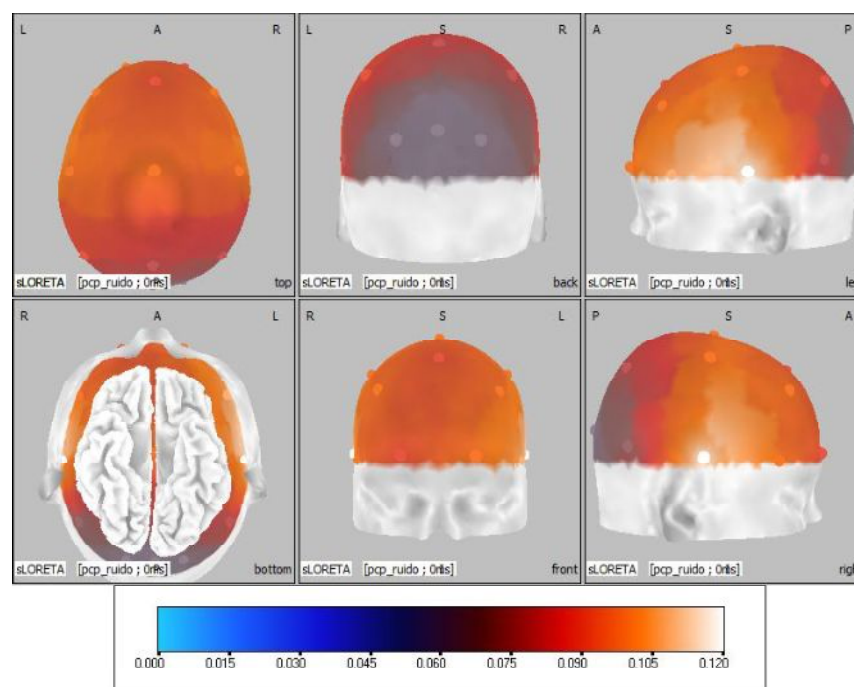 L A R
sLORETA [pcp_ruido ; 0ms] top
L S R
sLORETA [pcp_ruido ; 0ms] back
A S P
sLORETA [pcp_ruido ; 0ms] le
R A L
sLORETA [pcp_ruido ; 0ms] bottom
R S L
sLORETA [pcp_ruido ; 0ms] front
P S A
sLORETA [pcp_ruido ; 0ms] righ
0.000 0.015 0.030 0.045 0.060 0.075 0.090 0.105 0.120